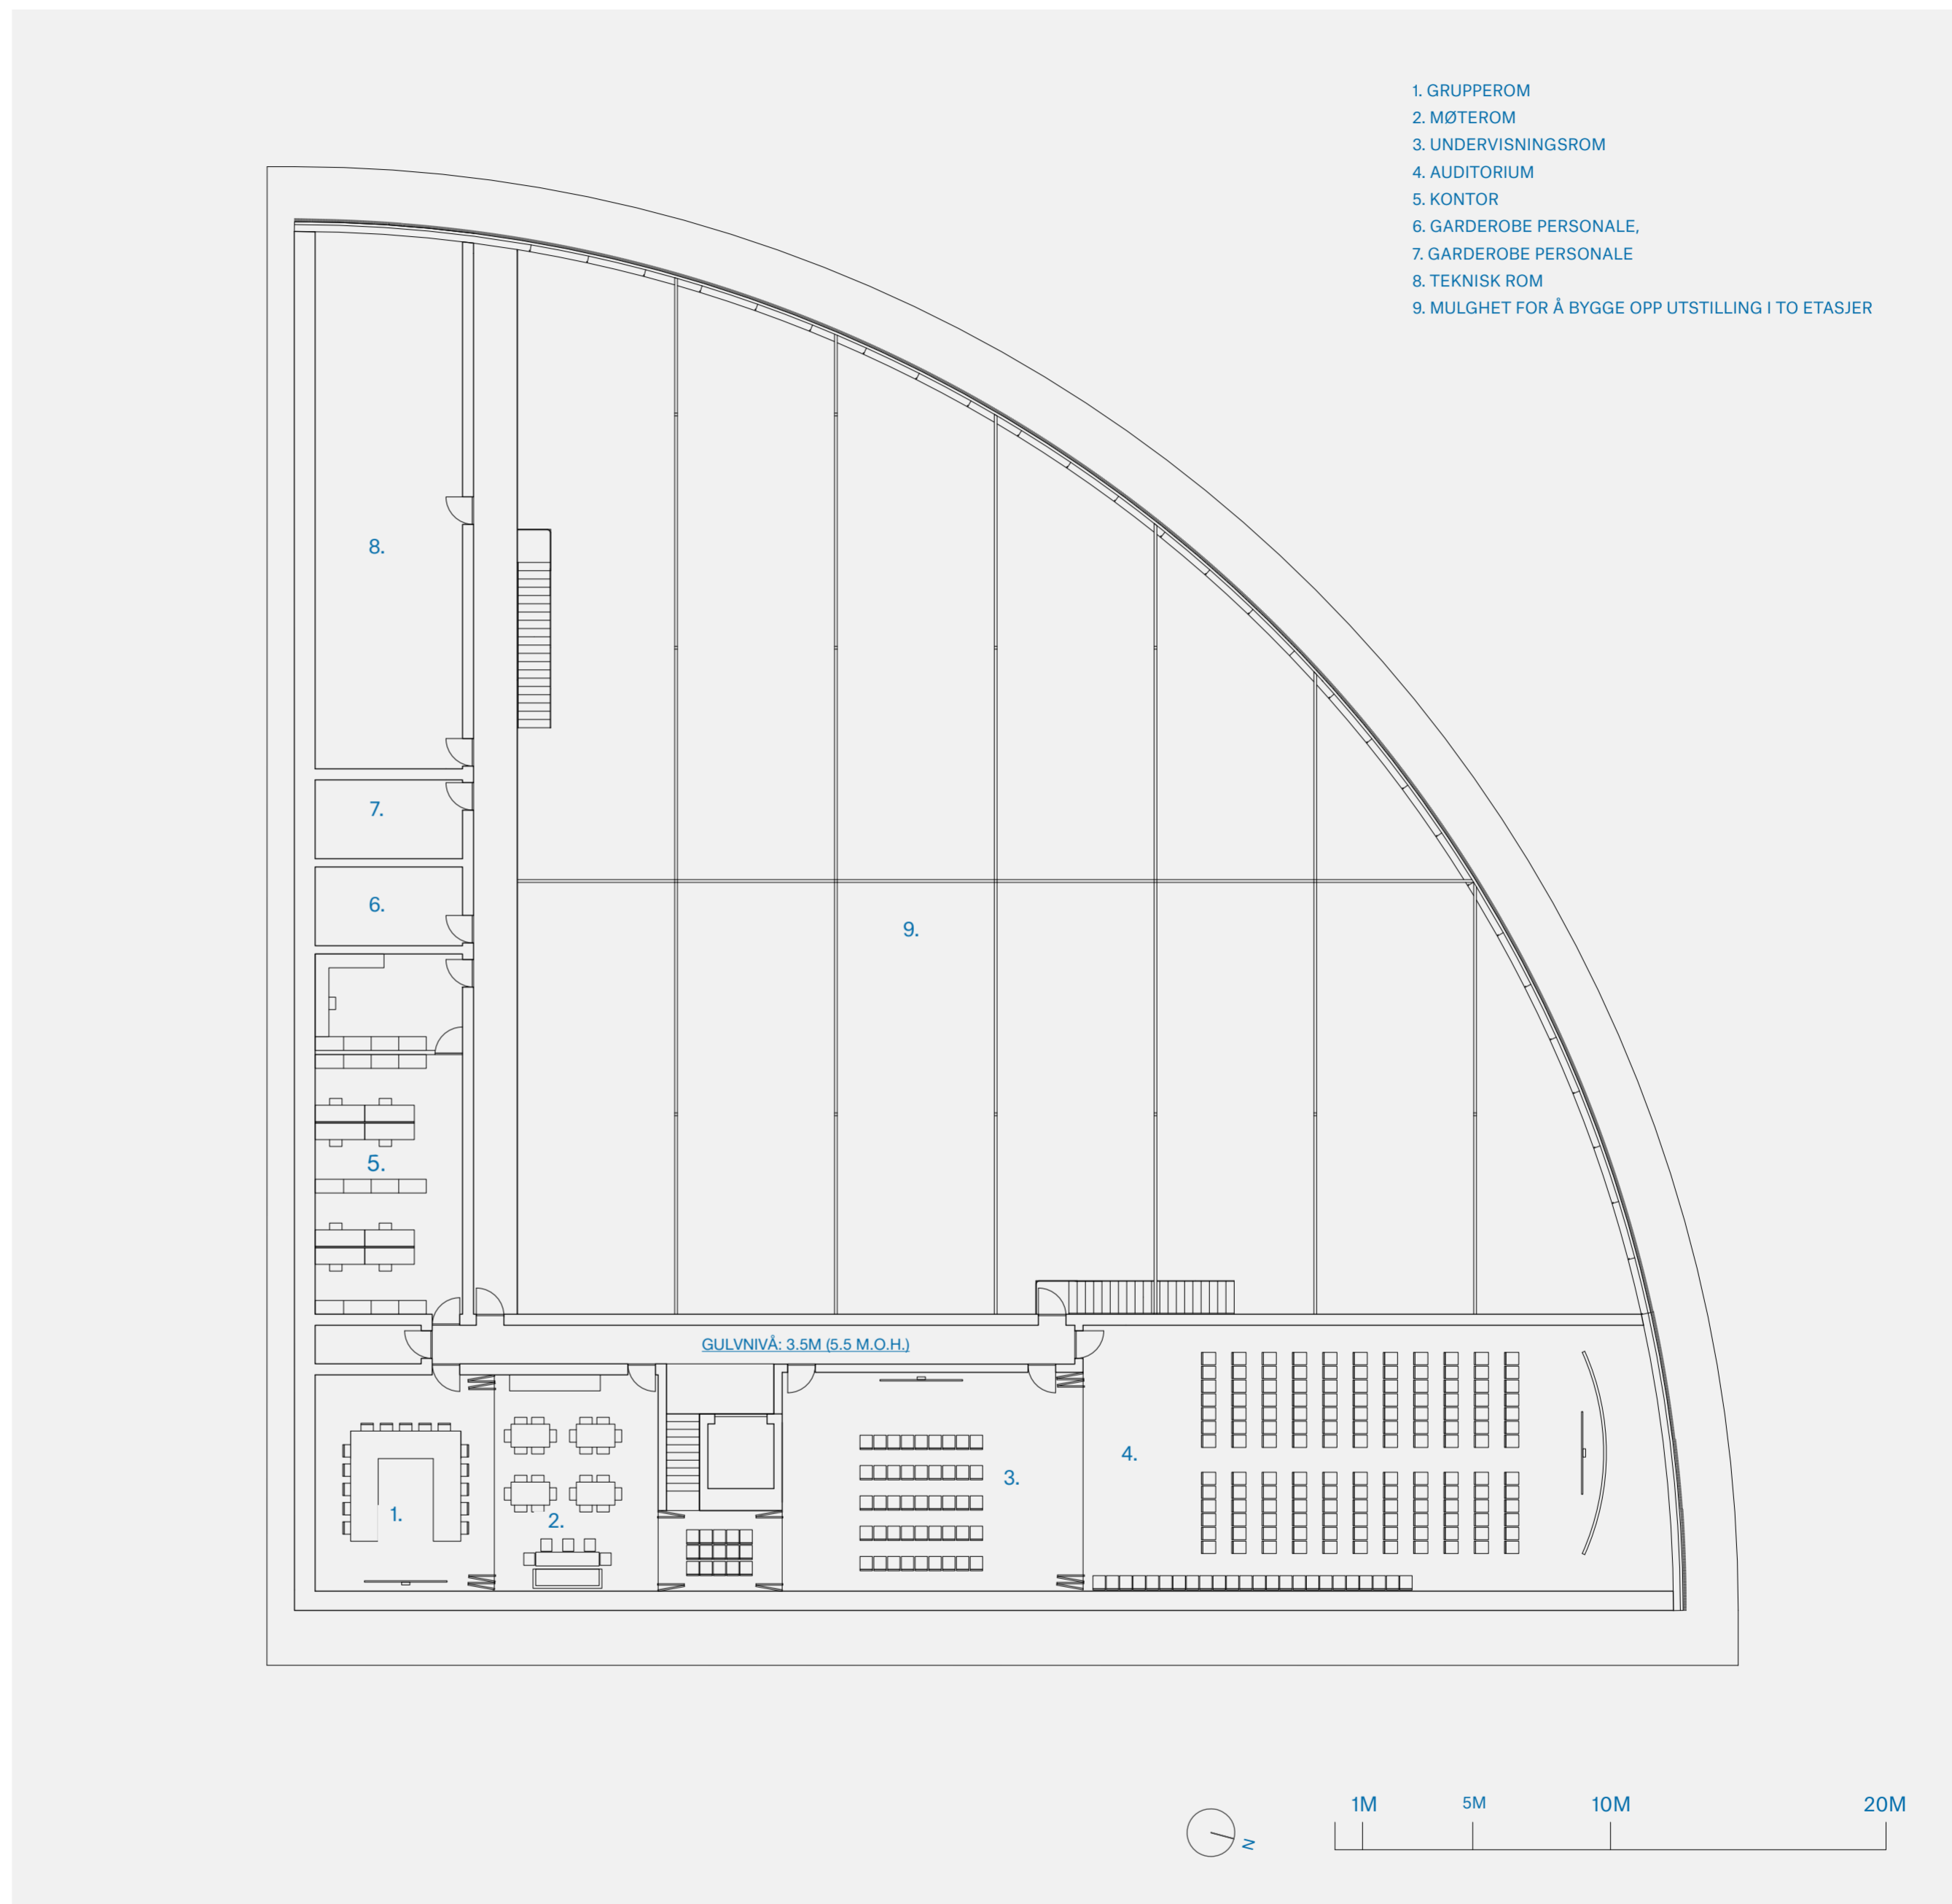 1. GRUPPEROM
2. MØTEROM
3. UNDERVISNINGSROM
4. AUDITORIUM
5. KONTOR
6. GARDEROBE PERSONALE,
7. GARDEROBE PERSONALE
8. TEKNISK ROM
9. MULGHET FOR Å BYGGE OPP UTSTILLING I TO ETASJER
8.
7.
6.
9.
5.
GULVNIVÅ: 3.5M (5.5 M.O.H.)
4.
3.
1.
2.
1M 5M 10M 20M
N